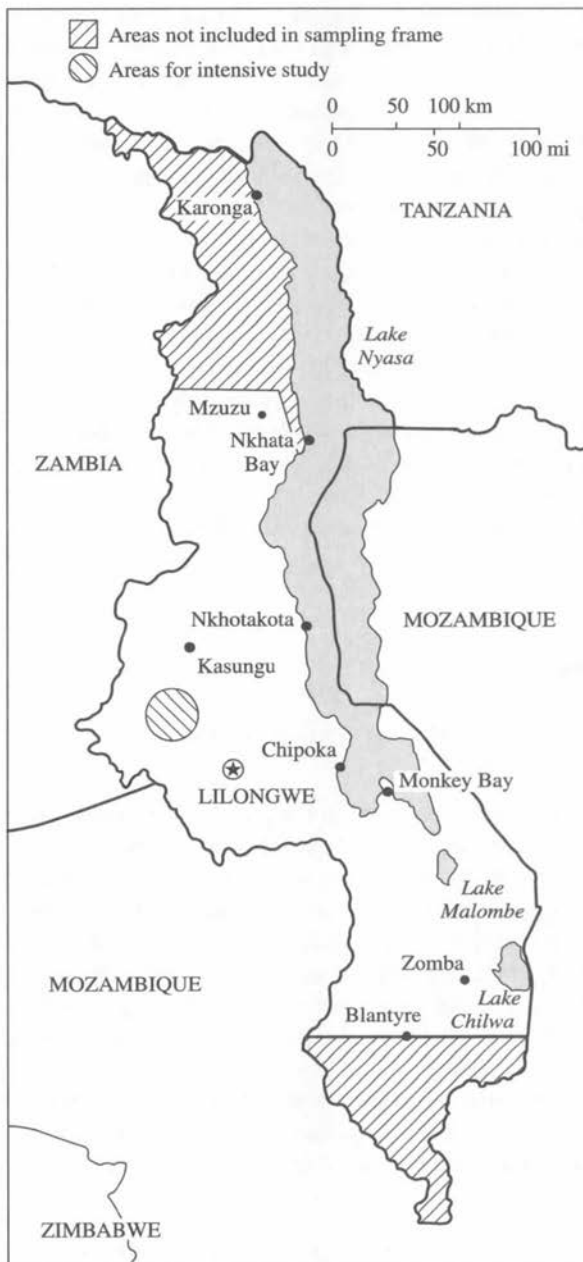 Areas not included in sampling frame
Areas for intensive study
0 50 100 km
0 50 100 mi
Karonga
TANZANIA
Lake
Nyasa
Mzuzu
Nkhata
Bay
ZAMBIA
Nkhotakota
MOZAMBIQUE
Kasungu
Chipoka
Monkey Bay
LILONGWE
Lake
Malombe
MOZAMBIQUE
Zomba
Lake
Chilwa
Blantyre
ZIMBABWE